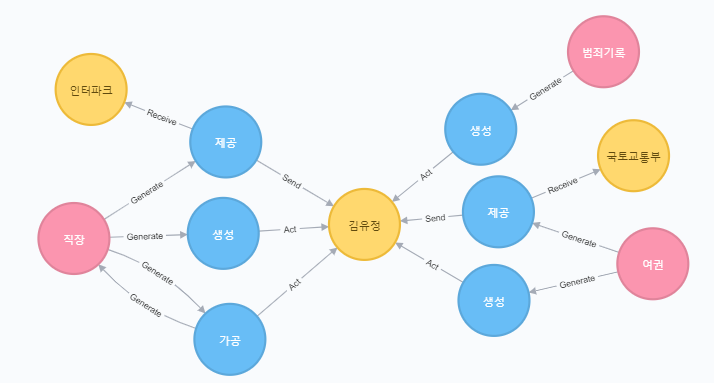 범죄기록
Generate
인터파크
Receive
제공
Send
생성
Act
국토교통부
Receive
Generate
직장
Generate
생성
Act
김유정
Send
제공
Generate
여권
Generate
Generate
가공
Act
Act
생성
Generate